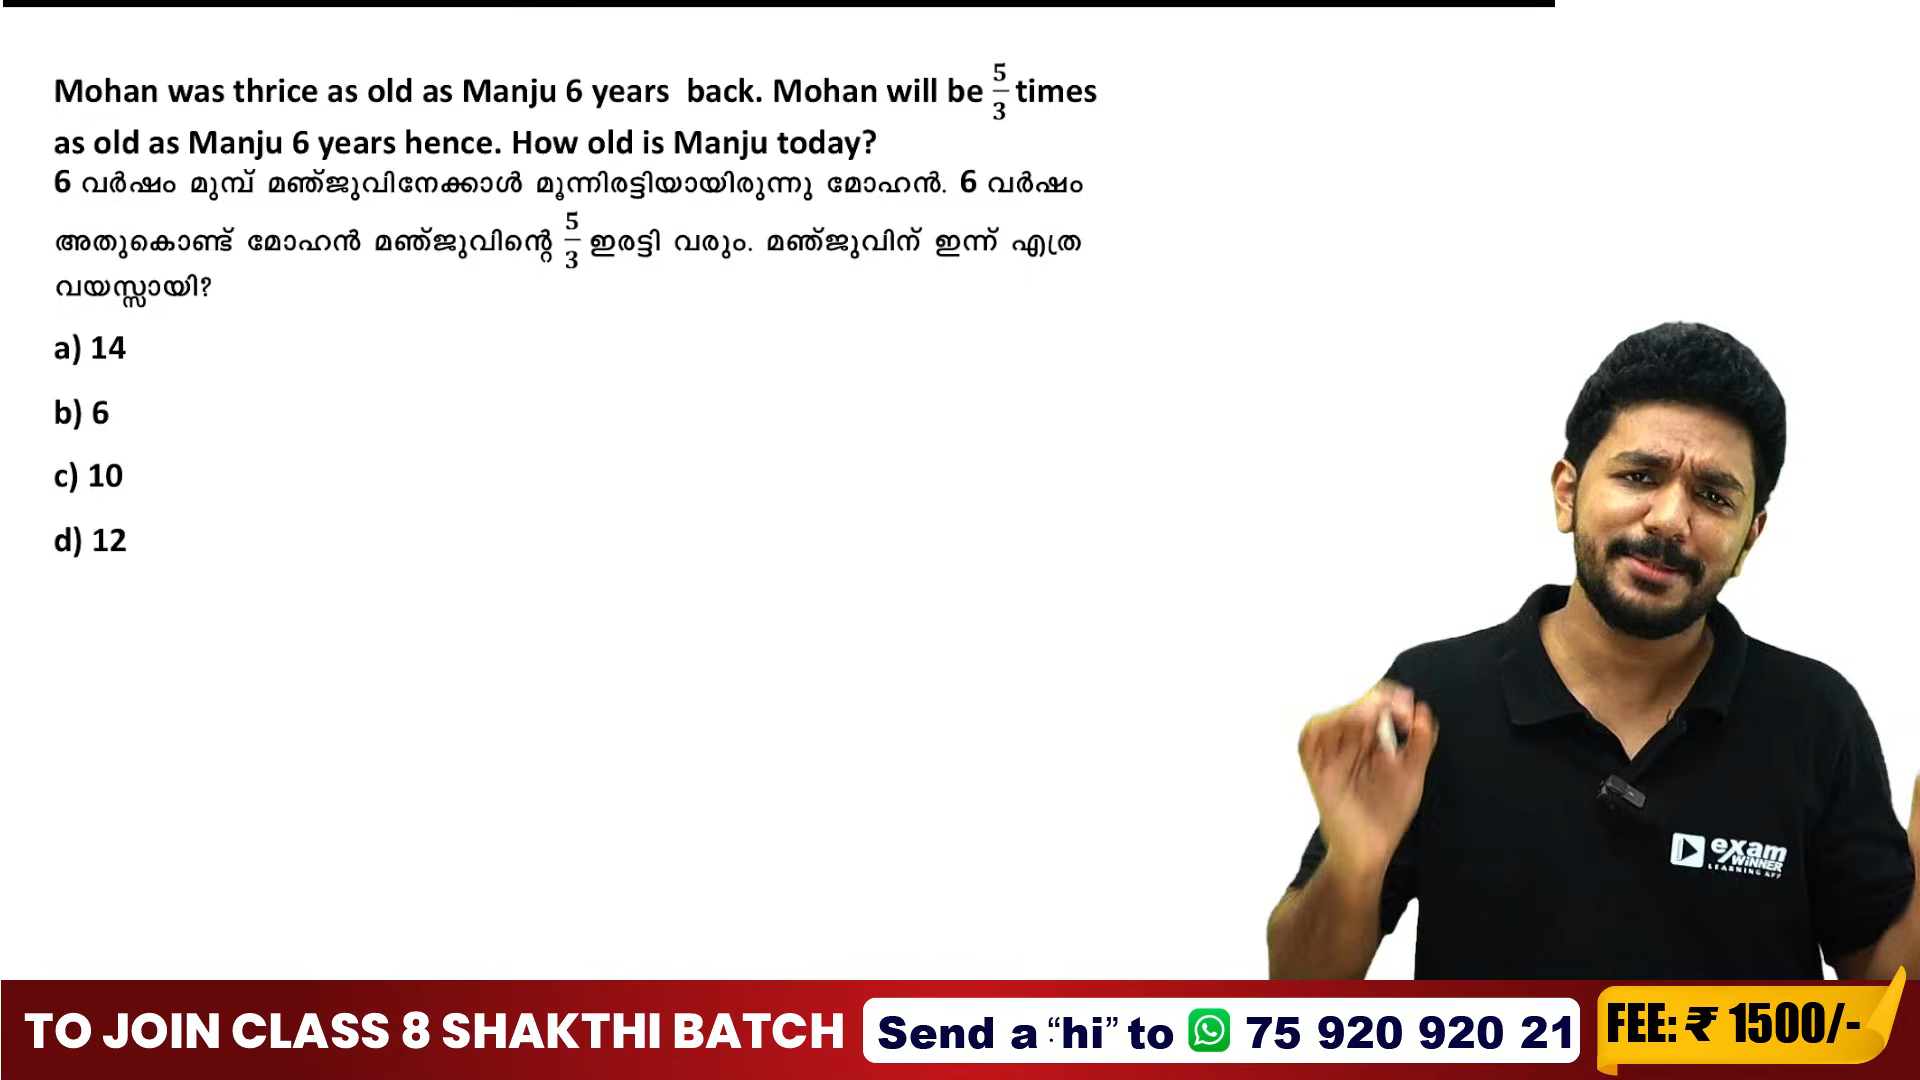 Mohan was thrice as old as Manju 6 years back. Mohan will be 5/3 times
as old as Manju 6 years hence. How old is Manju today?
6 വർഷം മുമ്പ് മഞ്ജുവിനേക്കാൾ മൂന്നിരട്ടിയായിരുന്നു മോഹൻ. 6 വർഷം
അതുകൊണ്ട് മോഹൻ മഞ്ജുവിന്റെ 5/3 ഇരട്ടി വരും. മഞ്ജുവിന് ഇന്ന് എത്ര
വയസ്സായി?
a) 14
b) 6
c) 10
d) 12
exam
WINNER
LEARNING APP
TO JOIN CLASS 8 SHAKTHI BATCH Send a “hi” to 75 920 920 21 FEE: ₹ 1500/-